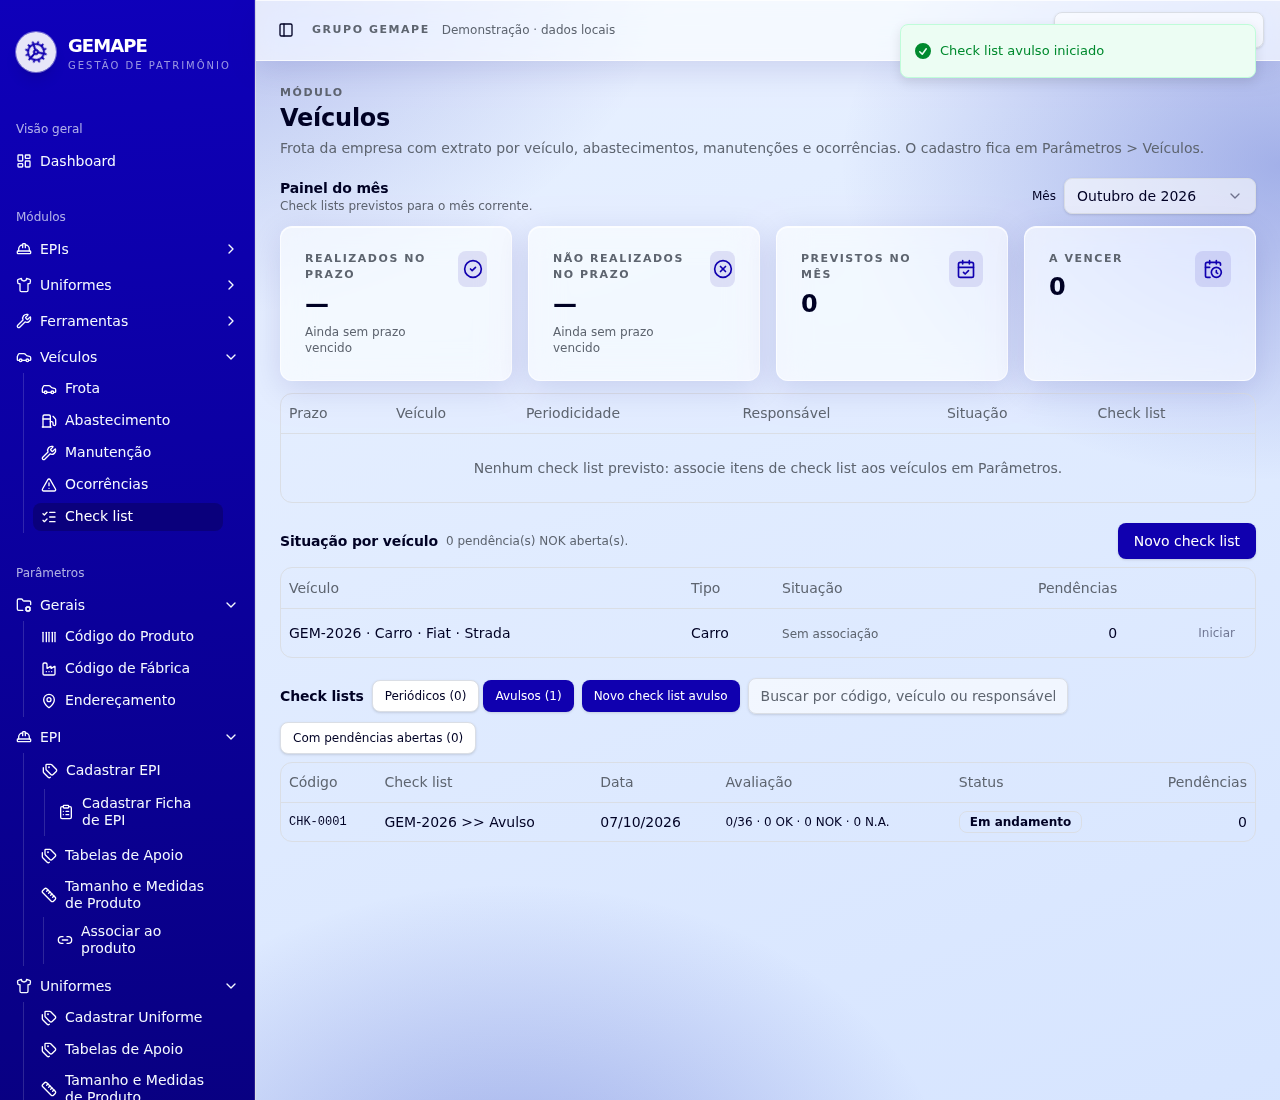 GEMAPE
GESTÃO DE PATRIMÔNIO
Visão geral
Dashboard
Módulos
EPIs
Uniformes
Ferramentas
Veículos
Frota
Abastecimento
Manutenção
Ocorrências
Check list
Parâmetros
Gerais
Código do Produto
Código de Fábrica
Endereçamento
EPI
Cadastrar EPI
Cadastrar Ficha
de EPI
Tabelas de Apoio
Tamanho e Medidas
de Produto
Associar ao
produto
Uniformes
Cadastrar Uniforme
Tabelas de Apoio
Tamanho e Medidas
de Produto
GRUPO GEMAPE Demonstração · dados locais
Check list avulso iniciado
MÓDULO
Veículos
Frota da empresa com extrato por veículo, abastecimentos, manutenções e ocorrências. O cadastro fica em Parâmetros > Veículos.
Painel do mês
Check lists previstos para o mês corrente.
Mês Outubro de 2026
REALIZADOS NO
PRAZO
—
Ainda sem prazo
vencido
NÃO REALIZADOS
NO PRAZO
—
Ainda sem prazo
vencido
PREVISTOS NO
MÊS
0
A VENCER
0
Prazo Veículo Periodicidade Responsável Situação Check list
Nenhum check list previsto: associe itens de check list aos veículos em Parâmetros.
Situação por veículo 0 pendência(s) NOK aberta(s). Novo check list
Veículo Tipo Situação Pendências
GEM-2026 · Carro · Fiat · Strada Carro Sem associação 0 Iniciar
Check lists Periódicos (0) Avulsos (1) Novo check list avulso Buscar por código, veículo ou responsável
Com pendências abertas (0)
Código Check list Data Avaliação Status Pendências
CHK-0001 GEM-2026 >> Avulso 07/10/2026 0/36 · 0 OK · 0 NOK · 0 N.A. Em andamento 0